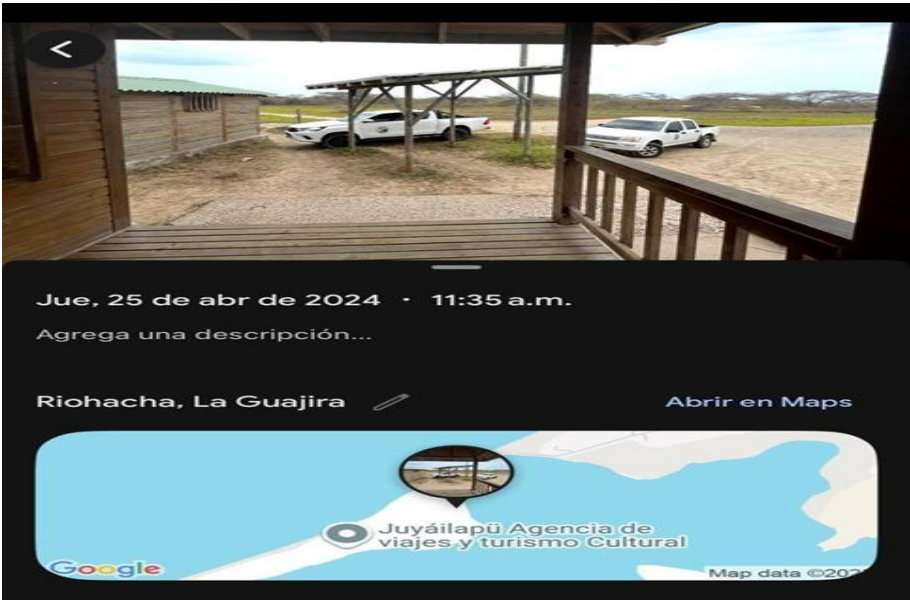 Jue, 25 de abr de 2024 · 11:35 a.m.
Agrega una descripción...
Riohacha, La Guajira
Abrir en Maps
Juyáilapü Agencia de
viajes y turismo Cultural
Google
Map data ©202